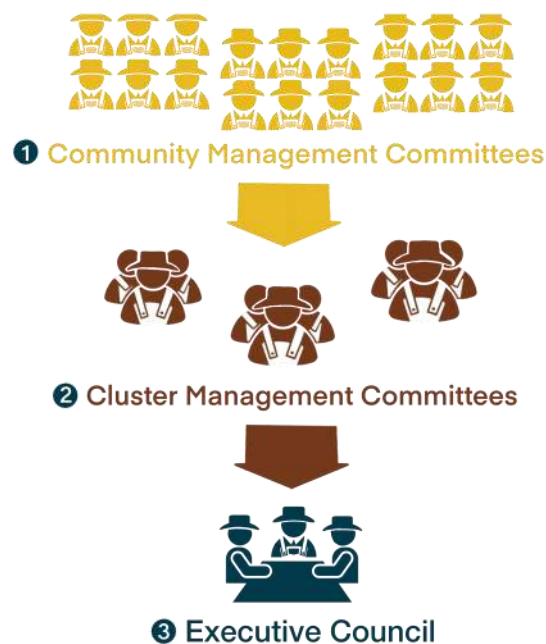 ❶ Community Management Committees
❷ Cluster Management Committees
❸ Executive Council